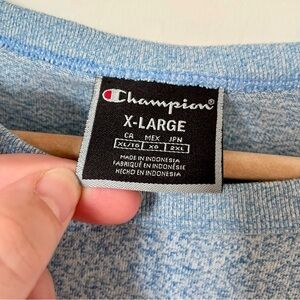 Champion®
X-LARGE
CA MEX JPN
XL/TG XG 2XL
MADE IN INDONESIA
FABRIQUÉ EN INDONÉSIE
HECHO EN INDONESIA